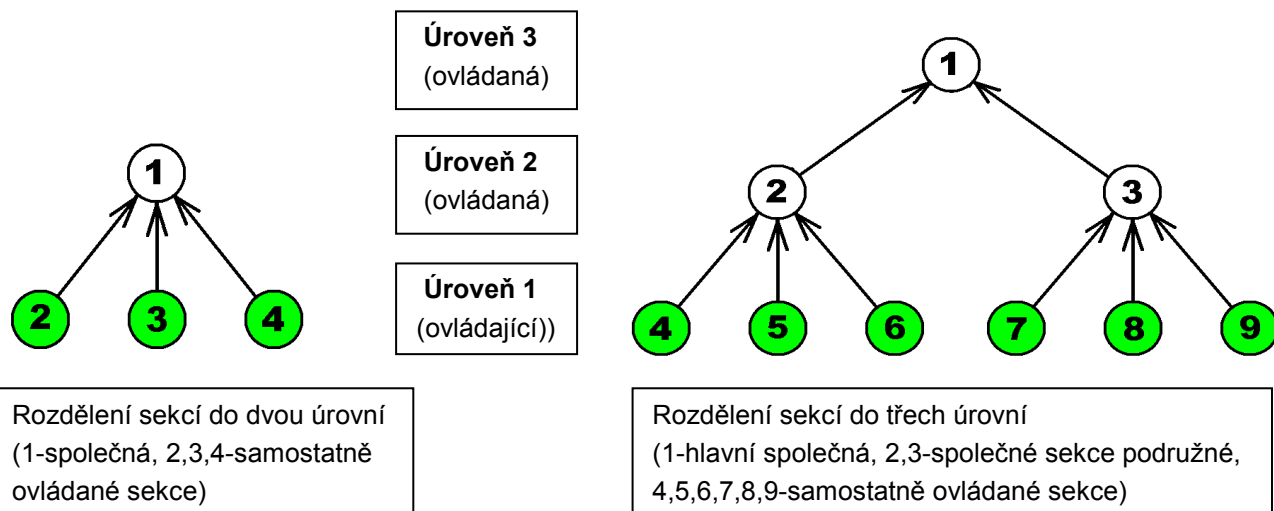 Úroveň 3
(ovládaná)
1
1
Úroveň 2
(ovládaná)
2
3
Úroveň 1
(ovládající))
2
3
4
4
5
6
7
8
9
Rozdělení sekcí do dvou úrovní
(1-společná, 2,3,4-samostatně
ovládané sekce)
Rozdělení sekcí do třech úrovní
(1-hlavní společná, 2,3-společné sekce podružné,
4,5,6,7,8,9-samostatně ovládané sekce)